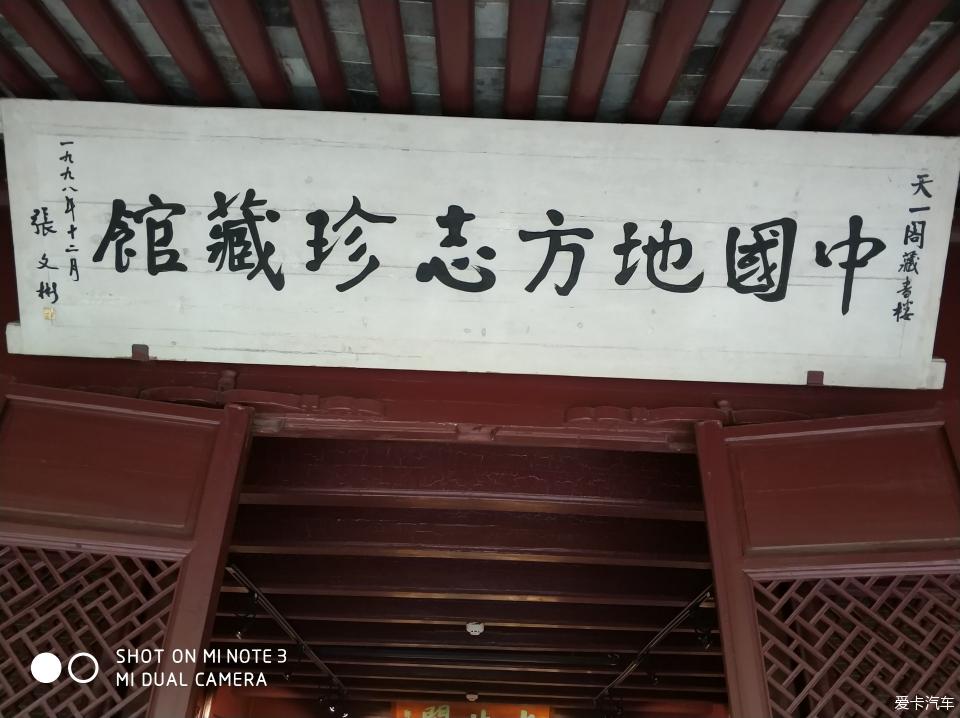 天一阁藏書楼
中國地方志珍藏館
一九九八年十二月
張文彬
SHOT ON MI NOTE 3
MI DUAL CAMERA
爱卡汽车